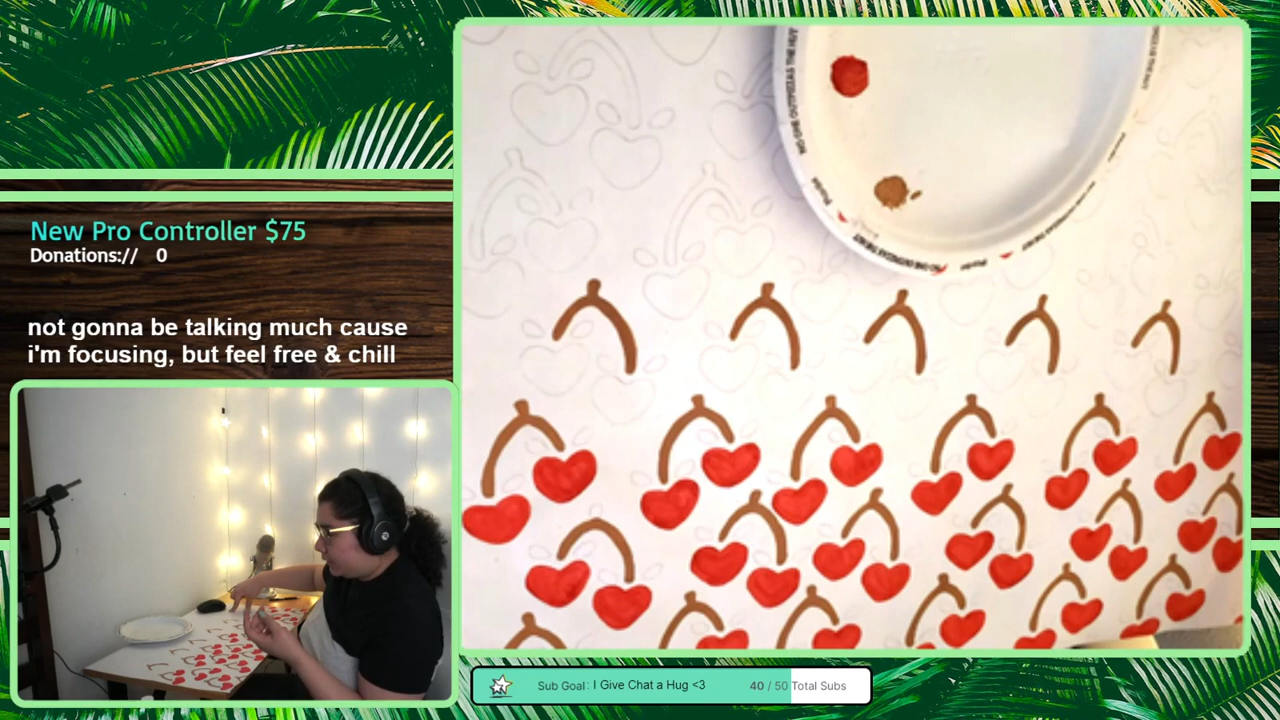 New Pro Controller $75
Donations:// 0
not gonna be talking much cause
i'm focusing, but feel free & chill
Sub Goal: I Give Chat a Hug <3 40 / 50 Total Subs